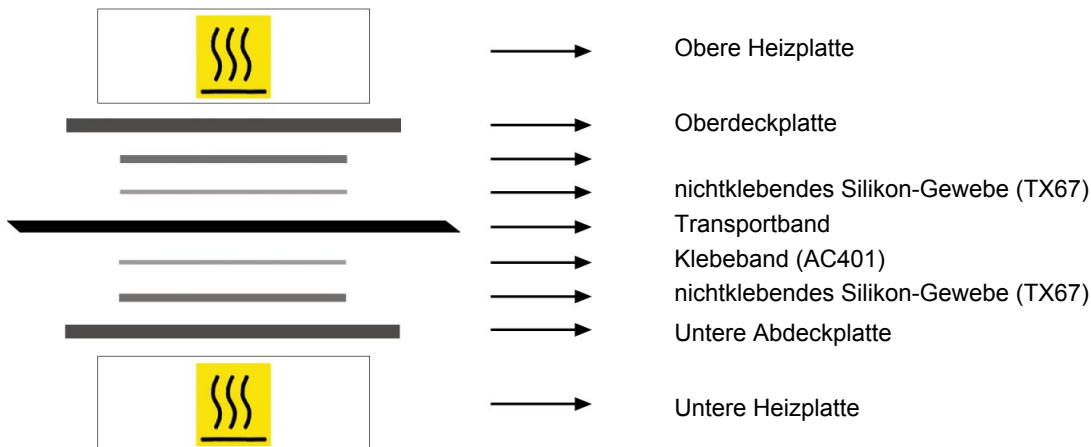 Obere Heizplatte
Oberdeckplatte
nichtklebendes Silikon-Gewebe (TX67)
Transportband
Klebeband (AC401)
nichtklebendes Silikon-Gewebe (TX67)
Untere Abdeckplatte
Untere Heizplatte